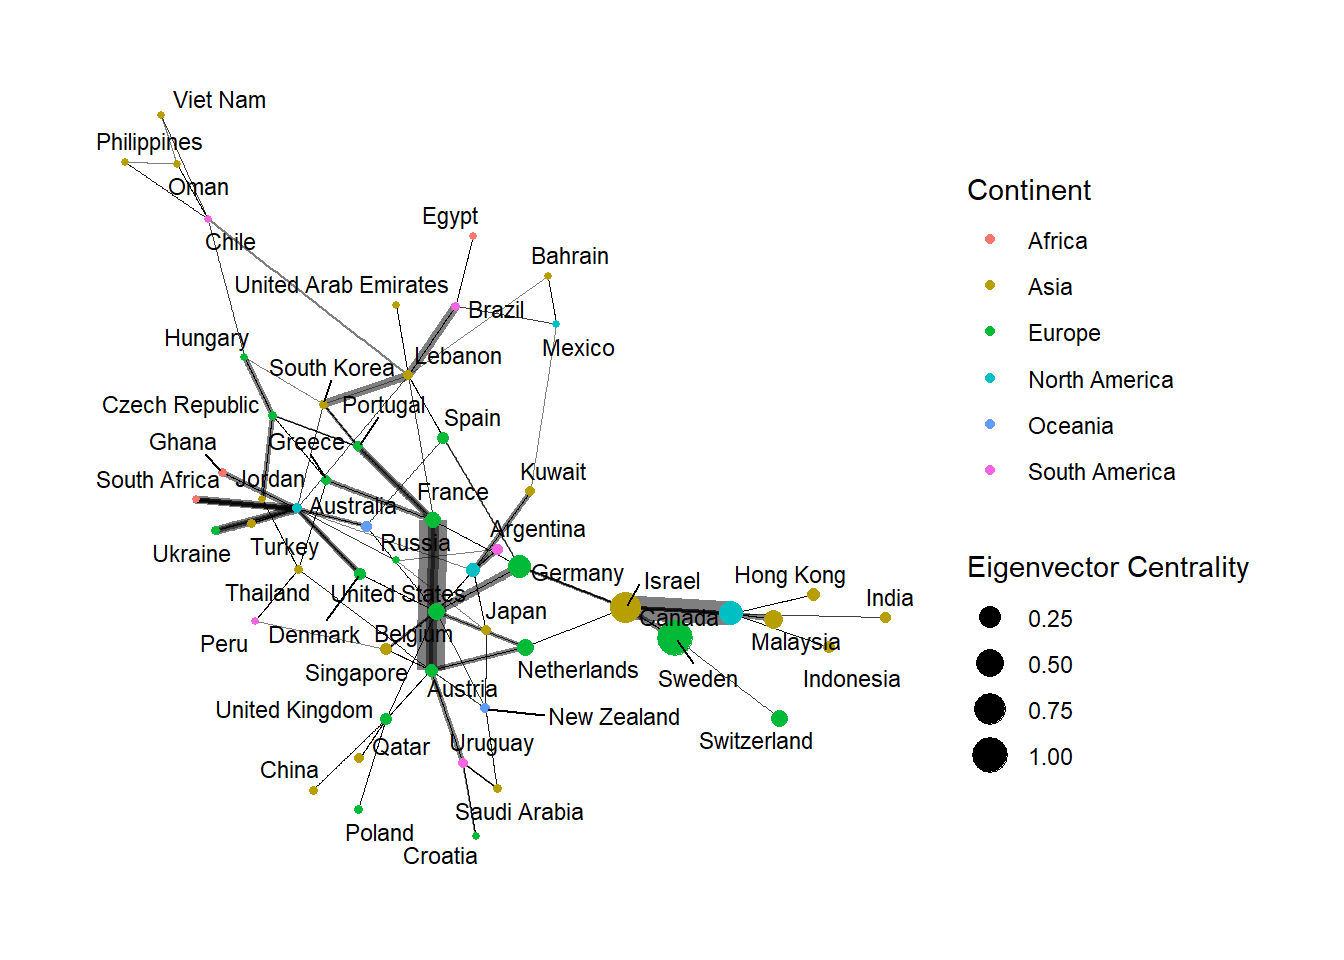 Viet Nam
Philippines
Oman
Chile
Egypt
Bahrain
United Arab Emirates
Brazil
Hungary
Mexico
Lebanon
South Korea
Czech Republic
Portugal
Spain
Ghana
Greece
South Africa
Jordan
Kuwait
France
Australia
Argentina
Ukraine
Turkey
Russia
Germany
Israel
Hong Kong
Thailand
United States
India
Japan
Canada
Peru
Denmark
Belgium
Malaysia
Singapore
Netherlands
Sweden
Indonesia
Austria
United Kingdom
New Zealand
Switzerland
Qatar
Uruguay
China
Saudi Arabia
Poland
Croatia
Continent
Africa
Asia
Europe
North America
Oceania
South America
Eigenvector Centrality
0.25
0.50
0.75
1.00